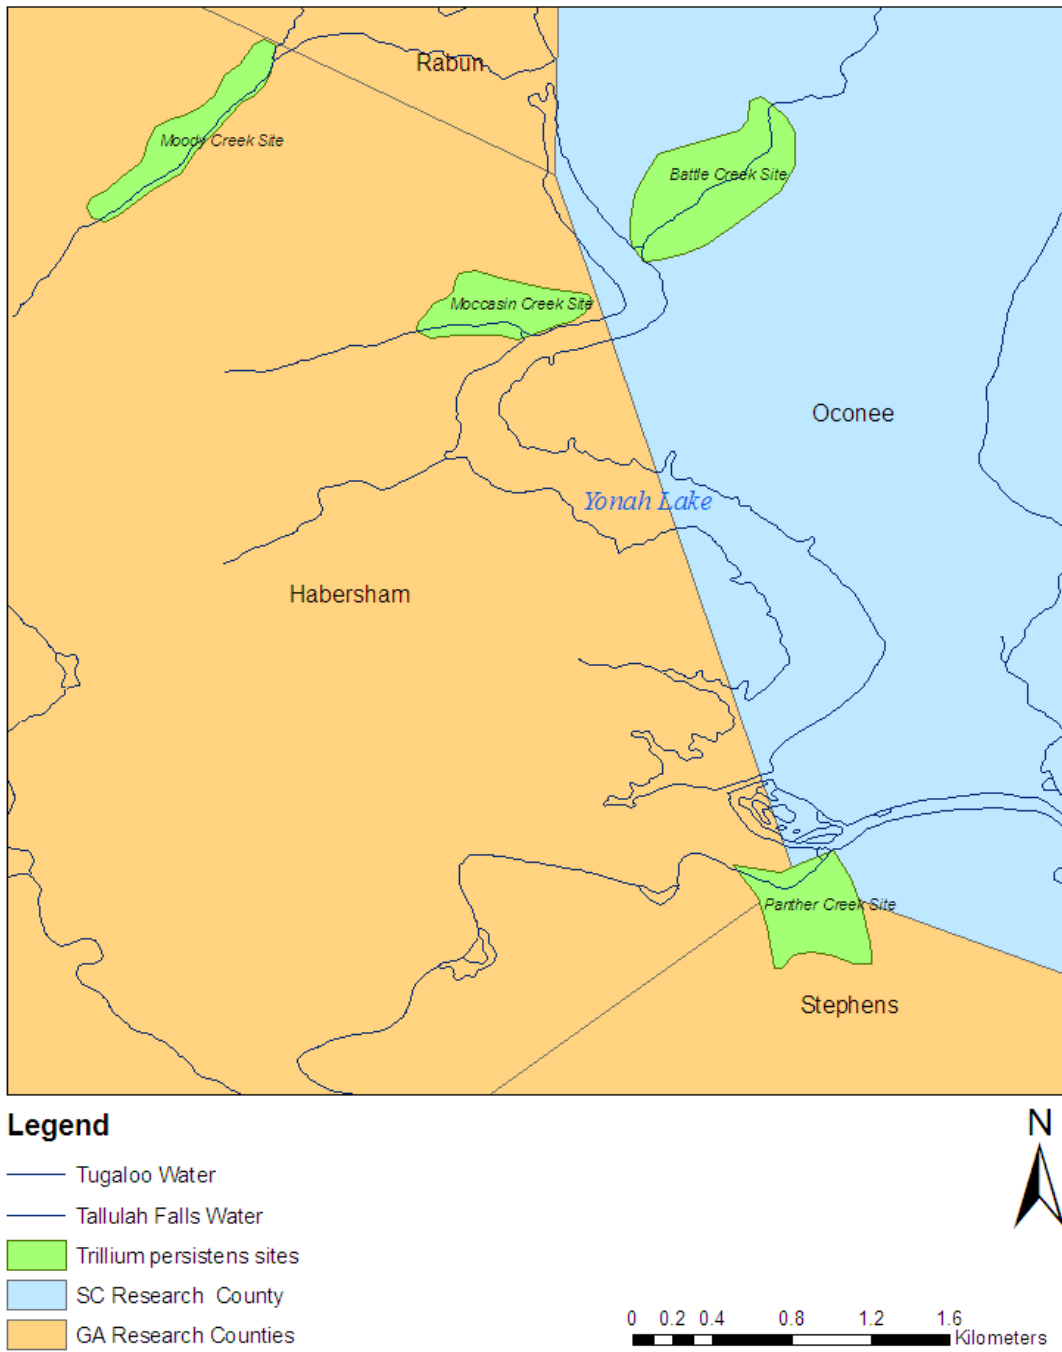 Rabun
Moody Creek Site
Battle Creek Site
Moccasin Creek Site
Oconee
Yonah Lake
Habersham
Panther Creek Site
Stephens
Legend
N
Tugaloo Water
Tallulah Falls Water
Trillium persistens sites
SC Research County
GA Research Counties
0 0.2 0.4 0.8 1.2 1.6
Kilometers